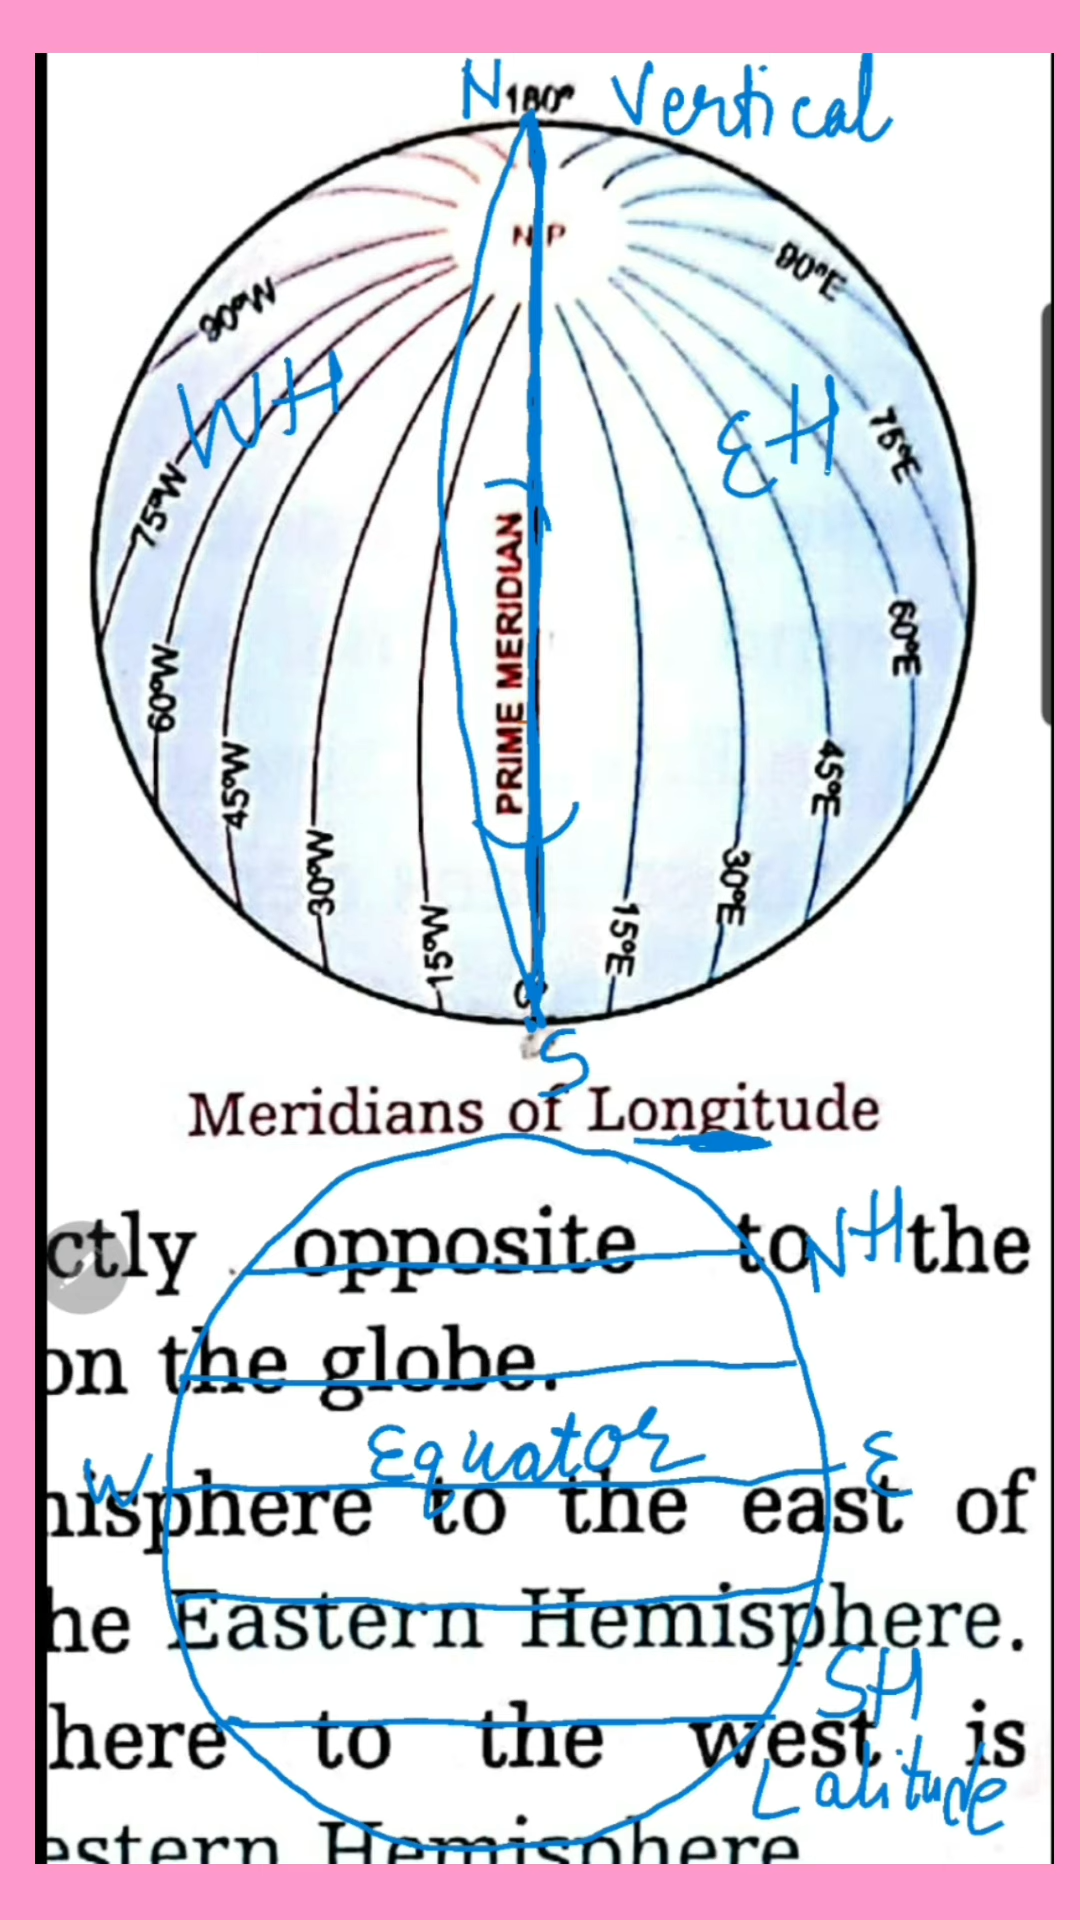 N 180° Vertical
N P
90°W
90°E
WH
EH
75°W
75°E
PRIME MERIDIAN
60°W
60°E
45°W
45°E
30°W
30°E
15°W
15°E
S
Meridians of Longitude
ctly opposite to the
NH
on the globe.
Equator
W
E
nisphere to the east of
he Eastern Hemisphere.
SH
here to the west is
Latitude
estern Hemisphere